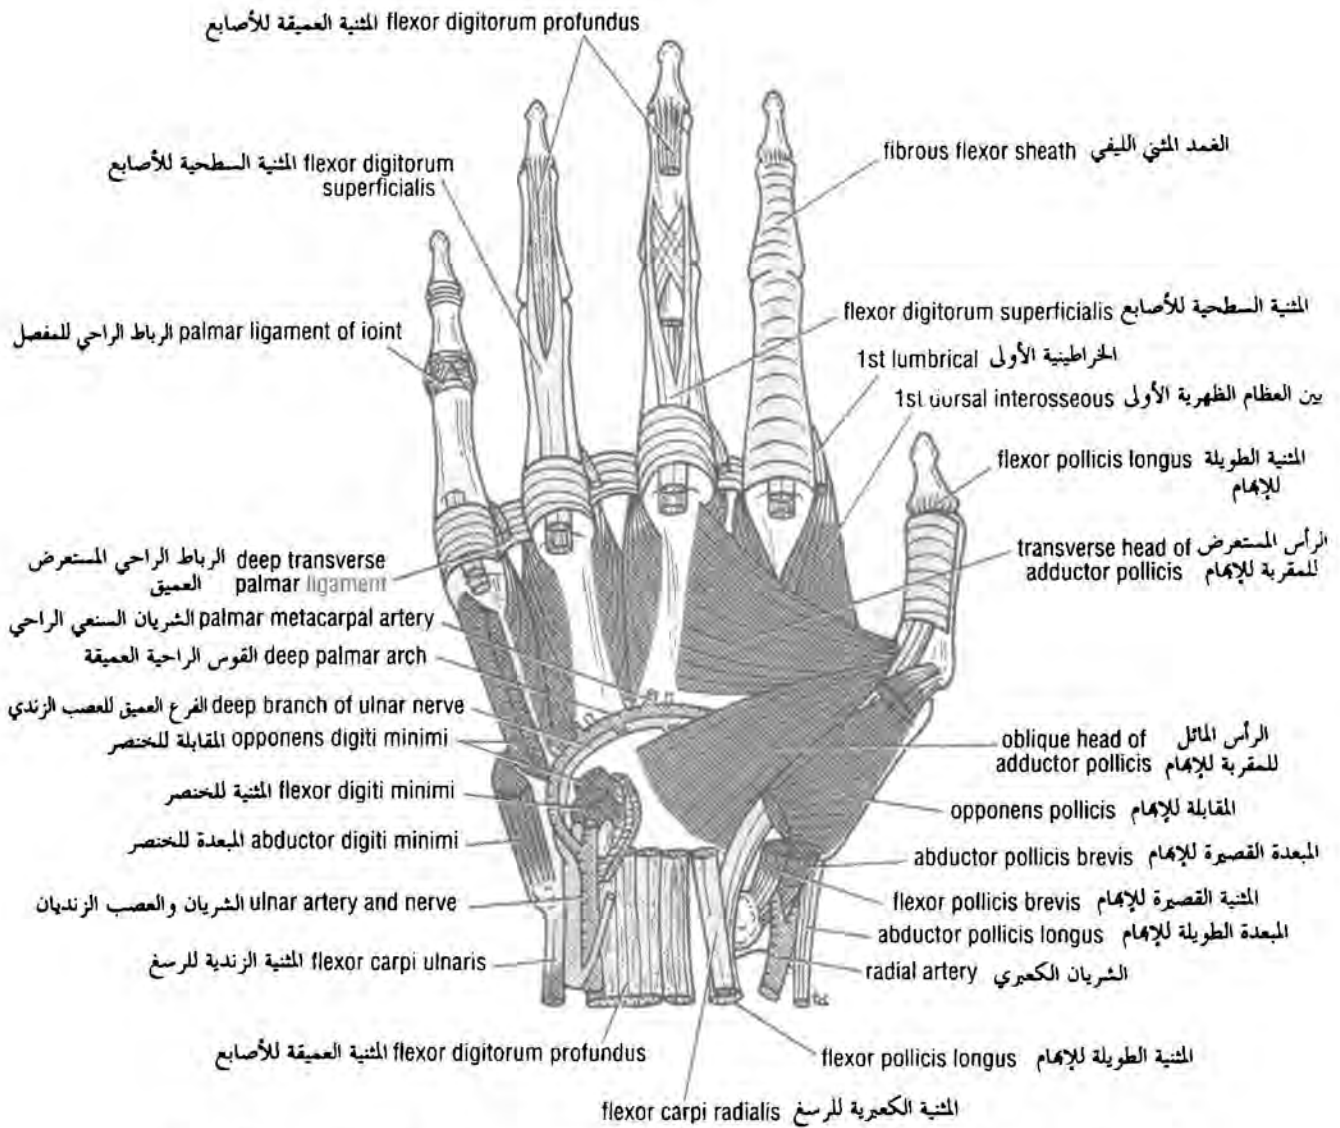 المثنية العميقة للأصابع flexor digitorum profundus
المثنية السطحية للأصابع flexor digitorum
superficialis
الرباط الراحي للمفصل palmar ligament of ioint
الرباط الراحي المستعرض deep transverse
العميق palmar ligament
الشريان السنعي الراحي palmar metacarpal artery
القوس الراحية العميقة deep palmar arch
الفرع العميق للعصب الزندي deep branch of ulnar nerve
المقابلة للخنصر opponens digiti minimi
المثنية للخنصر flexor digiti minimi
المبعدة للخنصر abductor digiti minimi
الشريان والعصب الزنديان ulnar artery and nerve
المثنية الزندية للرسغ flexor carpi ulnaris
المثنية العميقة للأصابع flexor digitorum profundus
fibrous flexor sheath الغمد المثني الليفي
flexor digitorum superficialis المثنية السطحية للأصابع
1st lumbrical الخراطينية الأولى
1st dorsal interosseous بين العظام الظهرية الأولى
flexor pollicis longus المثنية الطويلة
للإبهام
transverse head of الرأس المستعرض
adductor pollicis للمقربة للإبهام
oblique head of الرأس المائل
adductor pollicis للمقربة للإبهام
opponens pollicis المقابلة للإبهام
abductor pollicis brevis المبعدة القصيرة للإبهام
flexor pollicis brevis المثنية القصيرة للإبهام
abductor pollicis longus المبعدة الطويلة للإبهام
radial artery الشريان الكعبري
flexor pollicis longus المثنية الطويلة للإبهام
flexor carpi radialis المثنية الكعبرية للرسغ